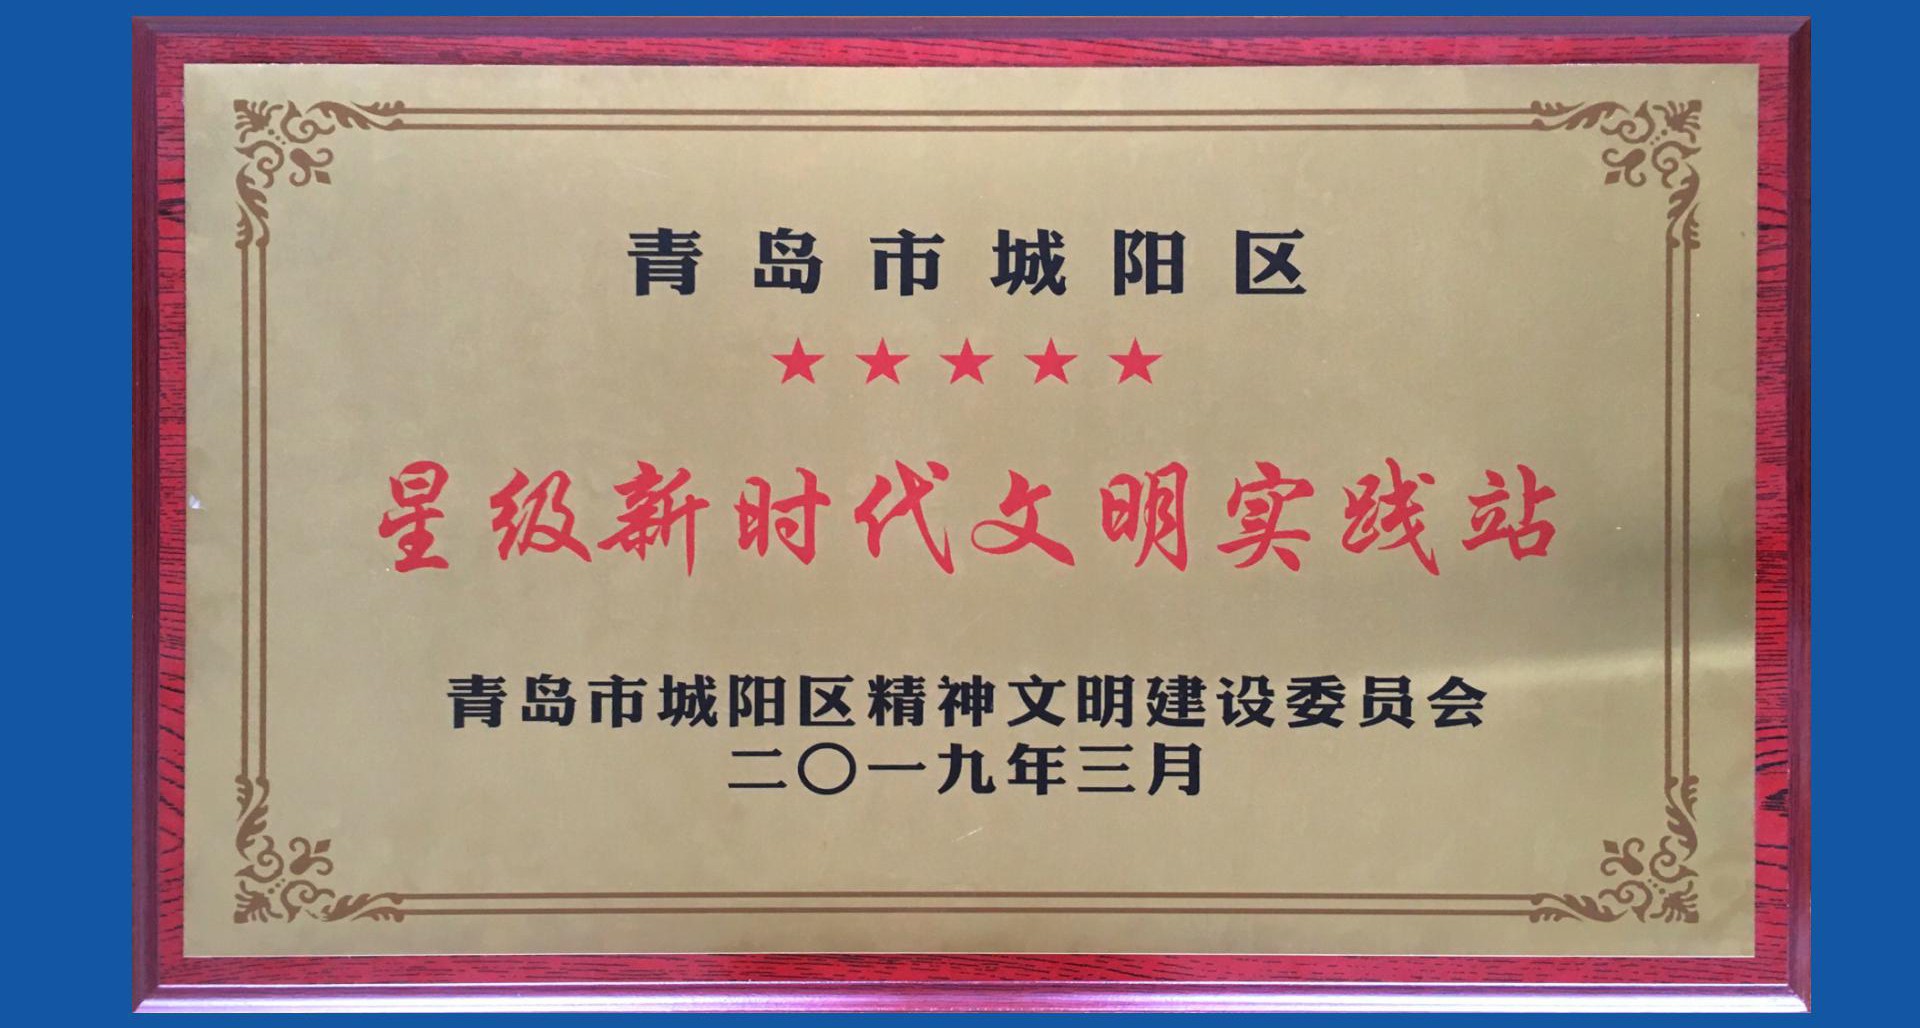 青岛市城阳区
★★★★★
星级新时代文明实践站
青岛市城阳区精神文明建设委员会
二〇一九年三月